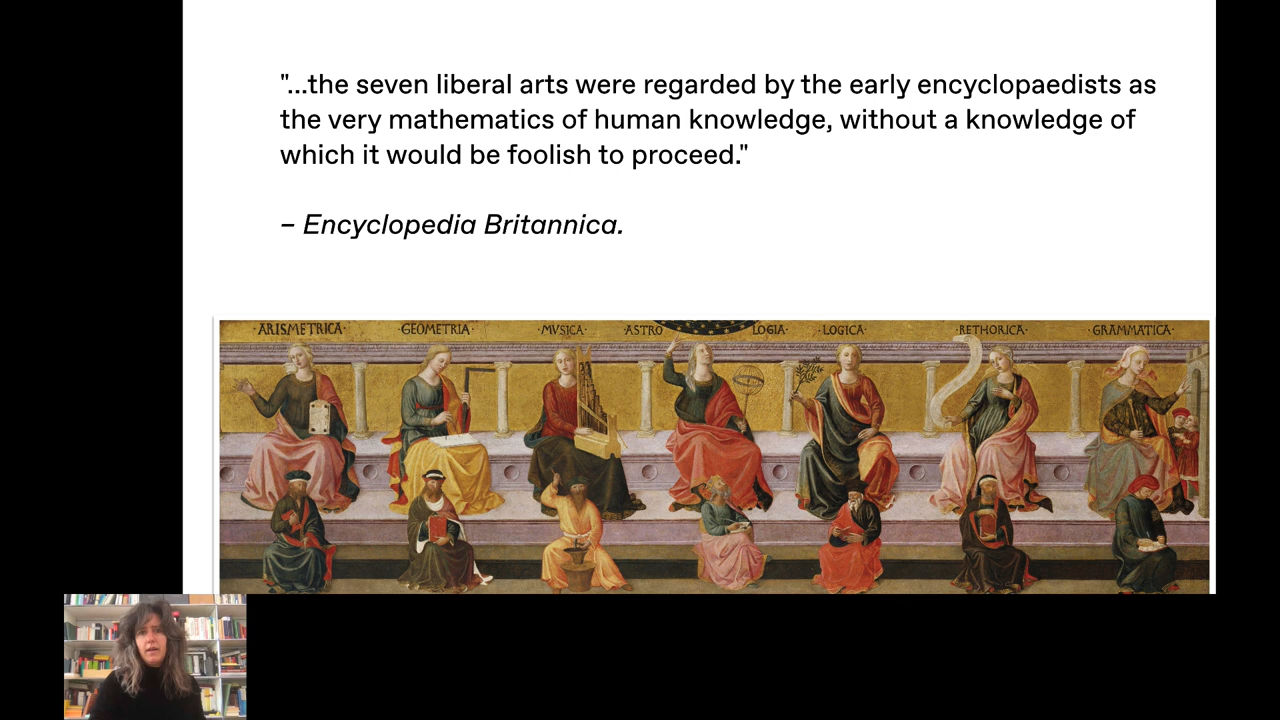 "...the seven liberal arts were regarded by the early encyclopaedists as
the very mathematics of human knowledge, without a knowledge of
which it would be foolish to proceed."
– Encyclopedia Britannica.
·ARISMETRICA· ·GEOMETRIA· ·MVSICA· ·ASTRO LOGIA· ·LOGICA· ·RETHORICA· ·GRAMMATICA·